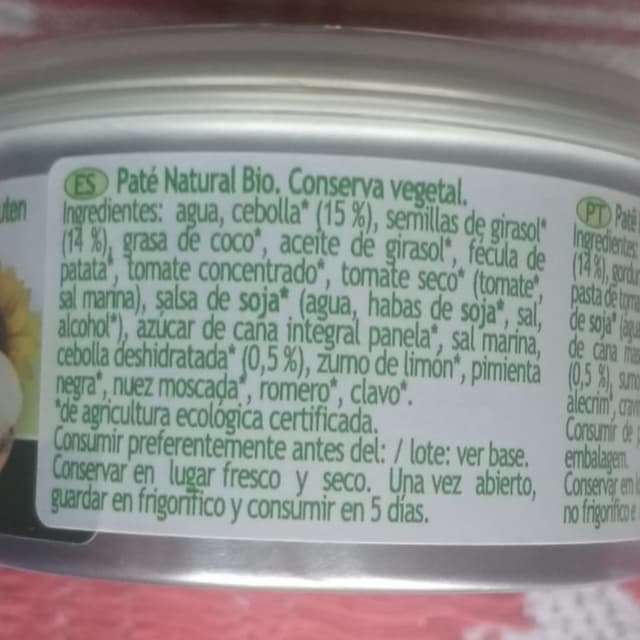 ES Paté Natural Bio. Conserva vegetal.
Ingredientes: agua, cebolla* (15 %), semillas de girasol*
(14 %), grasa de coco*, aceite de girasol*, fécula de
patata*, tomate concentrado*, tomate seco* (tomate*,
sal marina), salsa de soja* (agua, habas de soja*, sal,
alcohol*), azúcar de caña integral panela*, sal marina,
cebolla deshidratada* (0,5 %), zumo de limón*, pimienta
negra*, nuez moscada*, romero*, clavo*.
*de agricultura ecológica certificada.
Consumir preferentemente antes del: / lote: ver base.
Conservar en lugar fresco y seco. Una vez abierto,
guardar en frigorífico y consumir en 5 días.
PT Paté
Ingredientes:
(14 %),
pasta de
de soja*
de cana
(0,5 %),
alecrim*,
Consumir de
embalagem.
Conservar em
no frigorífico e